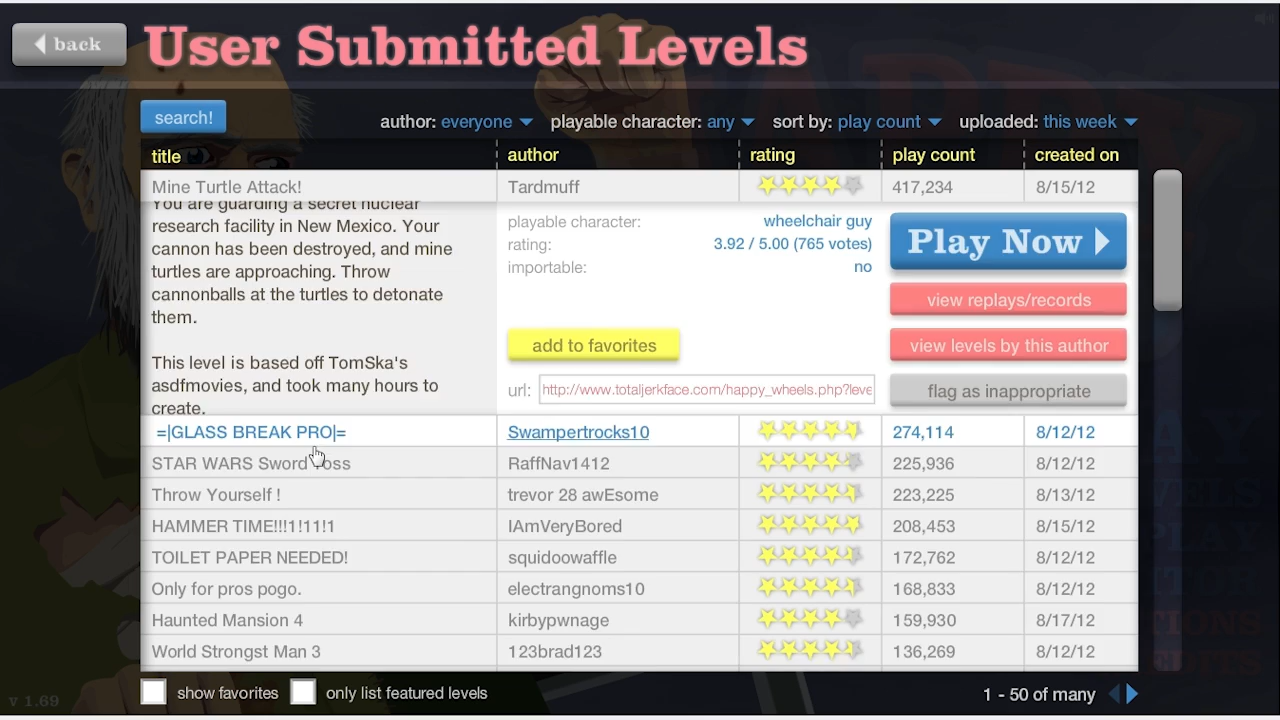 back
User Submitted Levels
search!
author: everyone playable character: any sort by: play count uploaded: this week
title author rating play count created on
Mine Turtle Attack! Tardmuff 417,234 8/15/12
You are guarding a secret nuclear
research facility in New Mexico. Your
cannon has been destroyed, and mine
turtles are approaching. Throw
cannonballs at the turtles to detonate
them.
This level is based off TomSka's
asdfmovies, and took many hours to
create.
playable character: wheelchair guy
rating: 3.92 / 5.00 (765 votes)
importable: no
add to favorites
url: http://www.totaljerkface.com/happy_wheels.php?leve
Play Now
view replays/records
view levels by this author
flag as inappropriate
=|GLASS BREAK PRO|= Swampertrocks10 274,114 8/12/12
STAR WARS Sword Toss RaffNav1412 225,936 8/12/12
Throw Yourself ! trevor 28 awEsome 223,225 8/13/12
HAMMER TIME!!!1!11!1 IAmVeryBored 208,453 8/15/12
TOILET PAPER NEEDED! squidoowaffle 172,762 8/12/12
Only for pros pogo. electrangnoms10 168,833 8/12/12
Haunted Mansion 4 kirbypwnage 159,930 8/17/12
World Strongst Man 3 123brad123 136,269 8/12/12
show favorites only list featured levels 1 - 50 of many
v 1.69